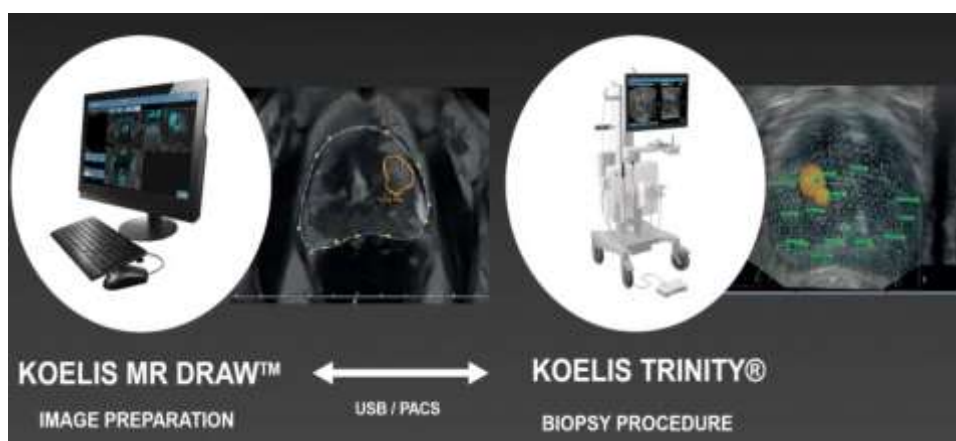 KOELIS MR DRAW™
IMAGE PREPARATION
USB / PACS
KOELIS TRINITY®
BIOPSY PROCEDURE